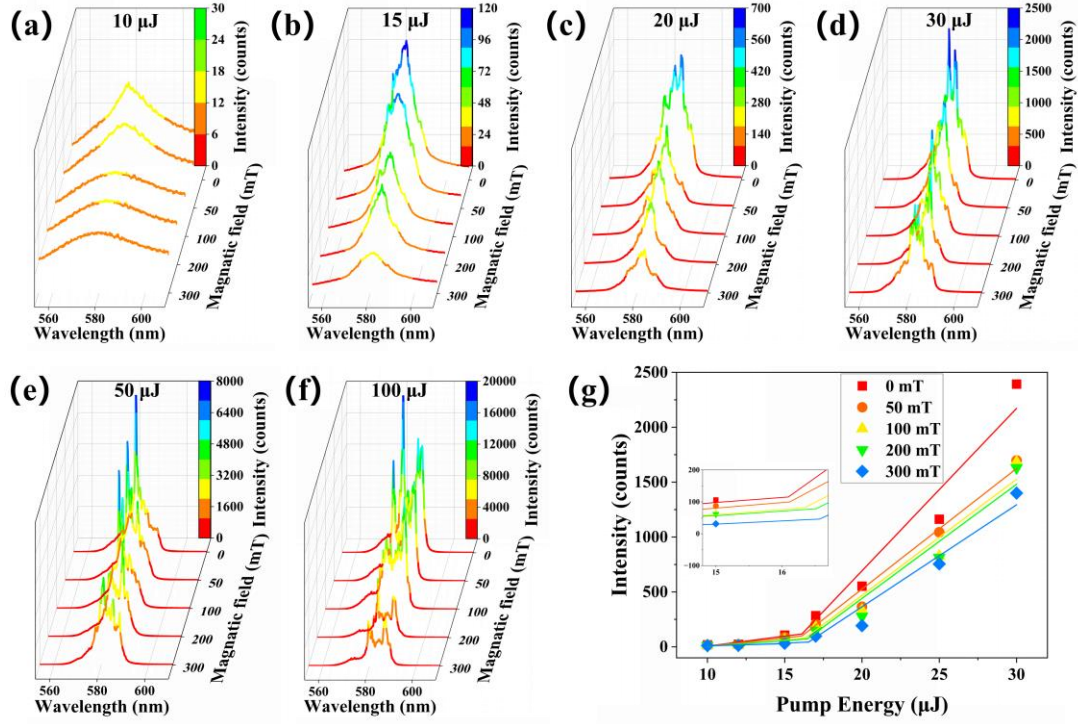 (a)
10 μJ
30
24
18
12
6
0
Intensity (counts)
0
50
100
200
300
Magnatic field (mT)
560
580
600
Wavelength (nm)
(b)
15 μJ
120
96
72
48
24
0
Intensity (counts)
0
50
100
200
300
Magnatic field (mT)
560
580
600
Wavelength (nm)
(c)
20 μJ
700
560
420
280
140
0
Intensity (counts)
0
50
100
200
300
Magnatic field (mT)
560
580
600
Wavelength (nm)
(d)
30 μJ
2500
2000
1500
1000
500
0
Intensity (counts)
0
50
100
200
300
Magnatic field (mT)
560
580
600
Wavelength (nm)
(e)
50 μJ
8000
6400
4800
3200
1600
0
Intensity (counts)
0
50
100
200
300
Magnetic field (mT)
560
580
600
Wavelength (nm)
(f)
100 μJ
20000
16000
12000
8000
4000
0
Intensity (counts)
0
50
100
200
300
Magnetic field (mT)
560
580
600
Wavelength (nm)
(g)
2500
2000
1500
1000
500
0
Intensity (counts)
0 mT
50 mT
100 mT
200 mT
300 mT
200
100
0
-100
15
16
10
15
20
25
30
Pump Energy (μJ)